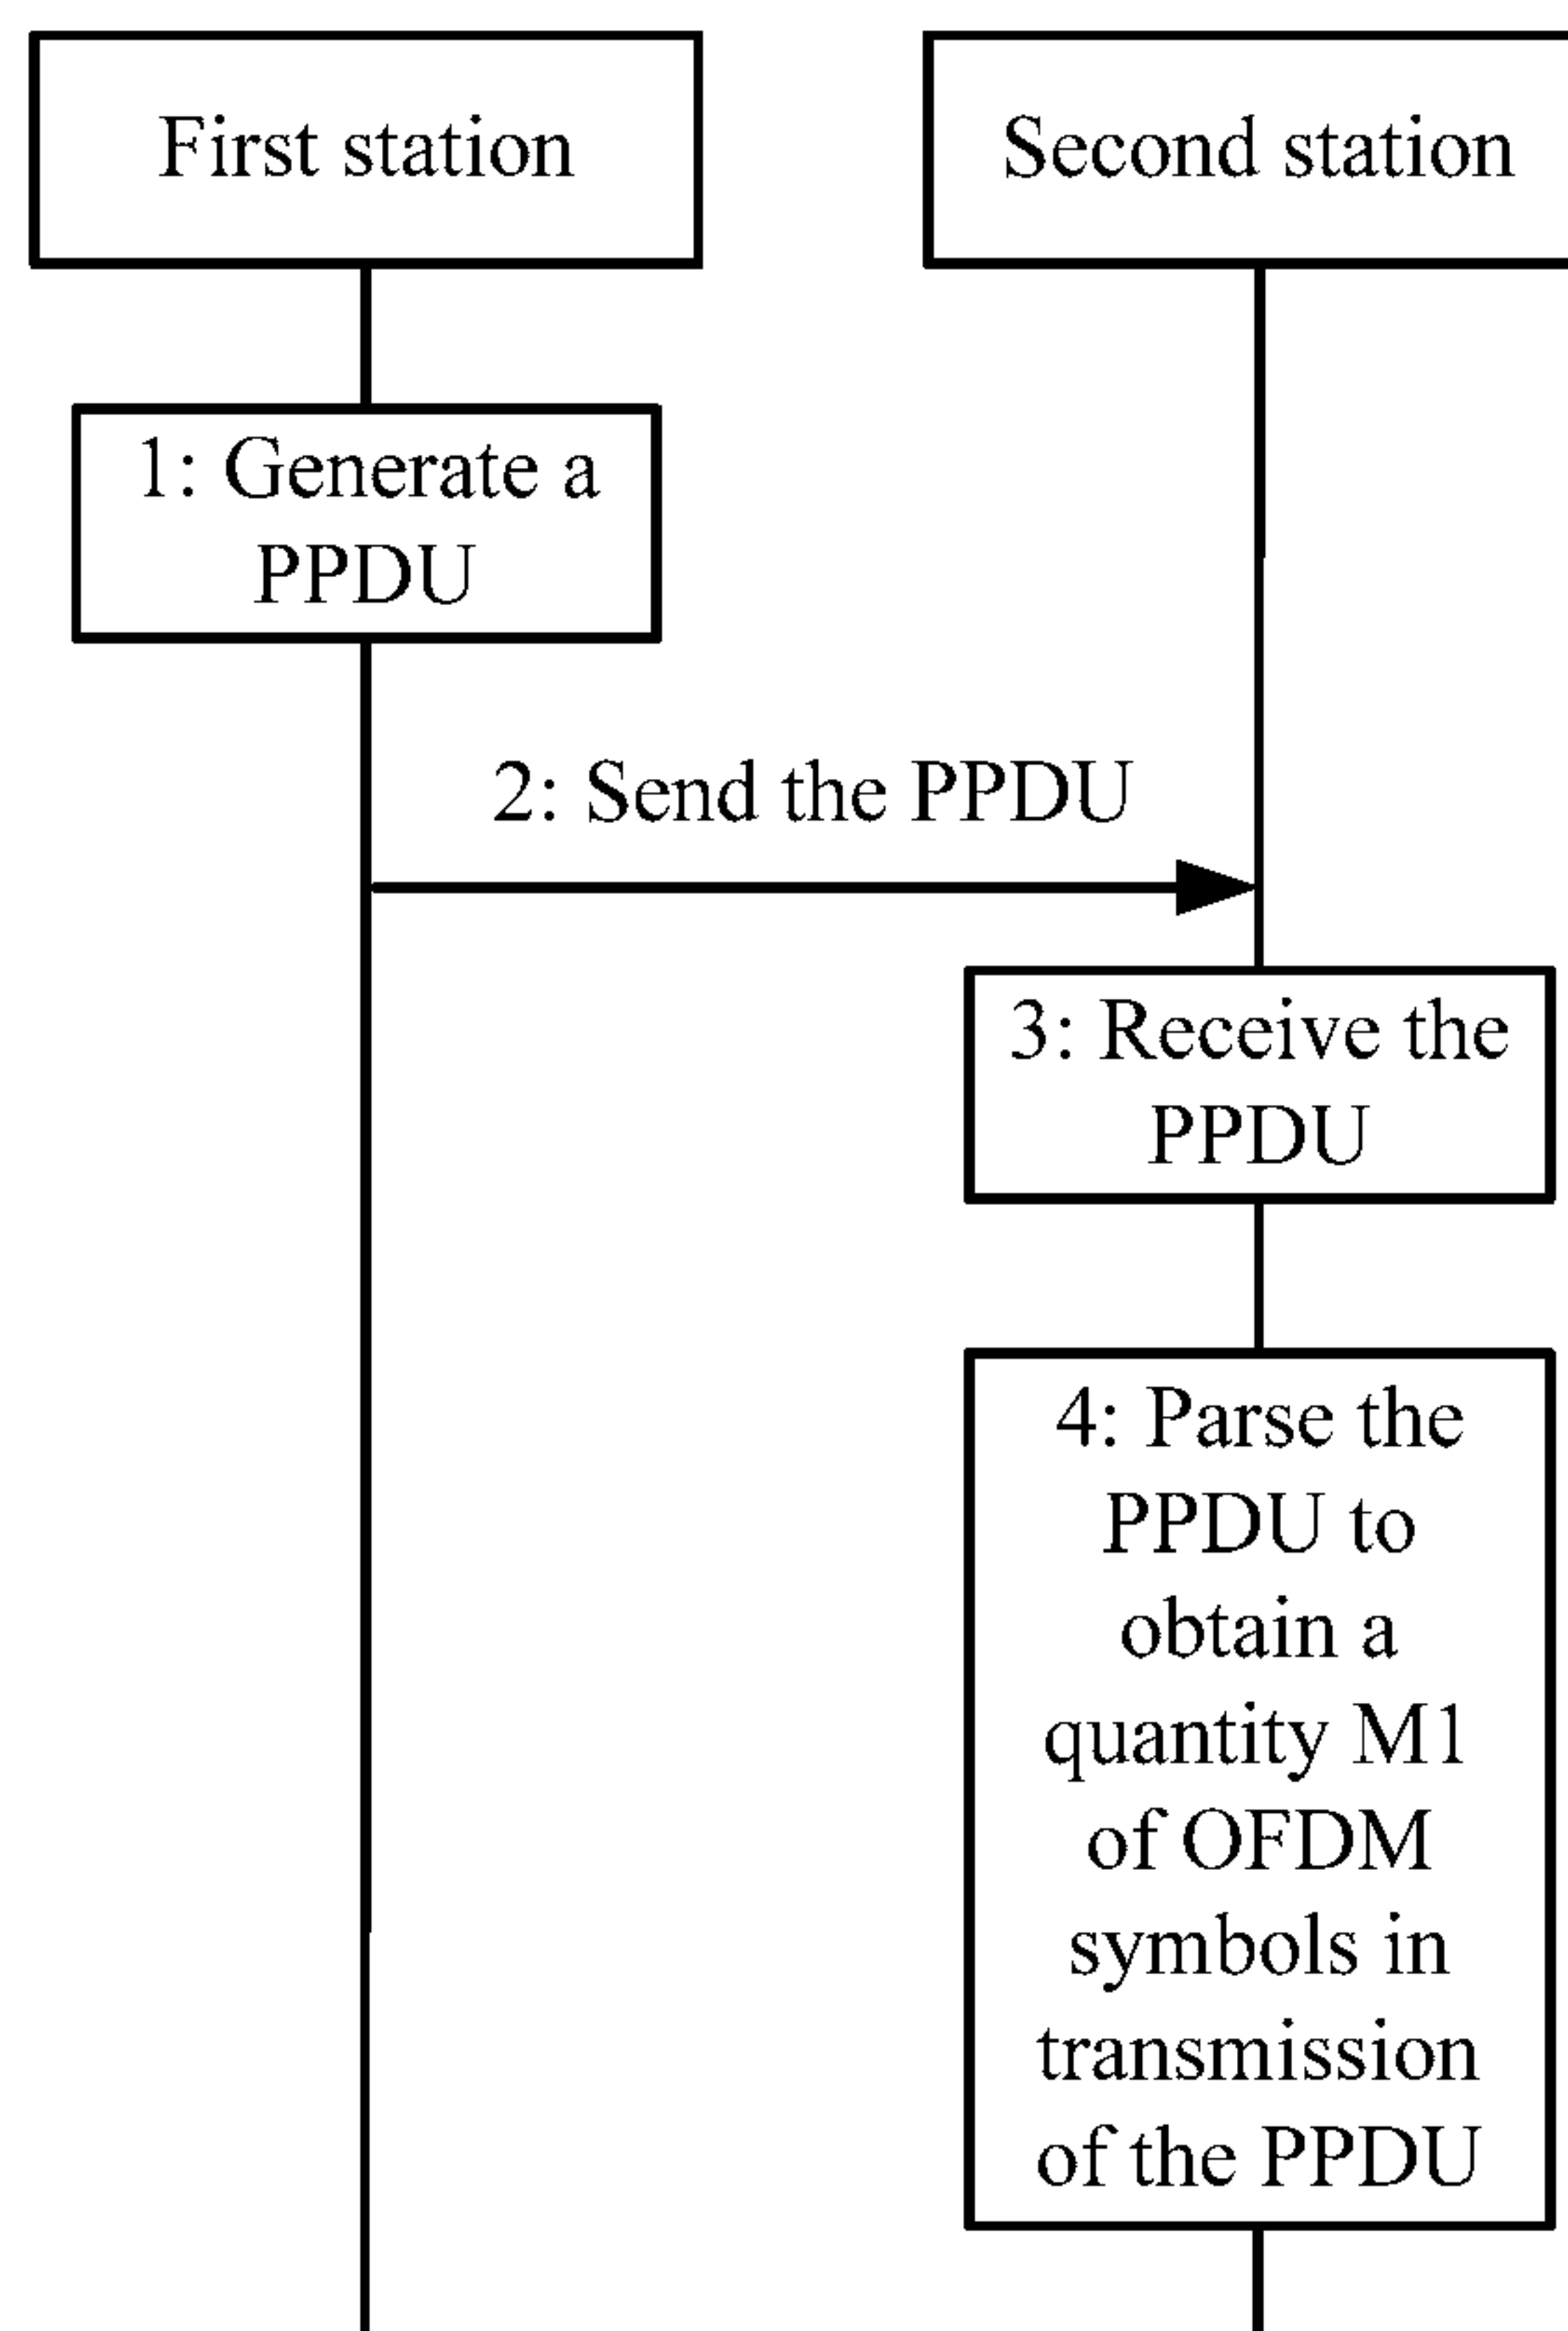 First station
Second station
1: Generate a
PPDU
2: Send the PPDU
3: Receive the
PPDU
4: Parse the
PPDU to
obtain a
quantity M1
of OFDM
symbols in
transmission
of the PPDU